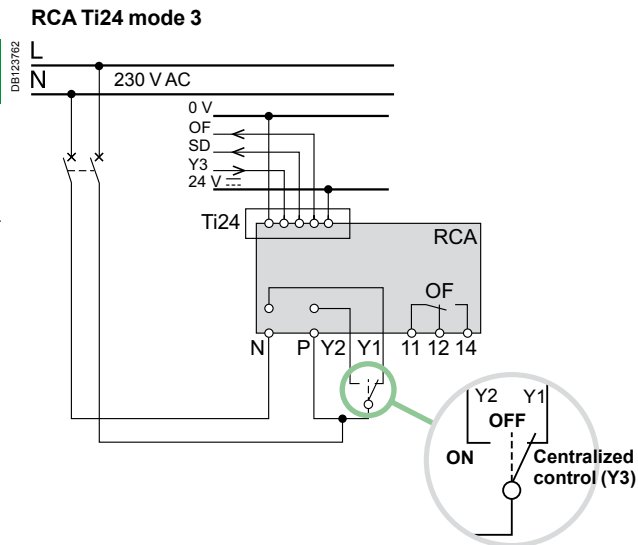 RCA Ti24 mode 3
DB123762
L
N 230 V AC
0 V
OF
SD
Y3
24 V ⎓
Ti24
RCA
OF
N P Y2 Y1 11 12 14
Y2 Y1
OFF
ON Centralized
control (Y3)